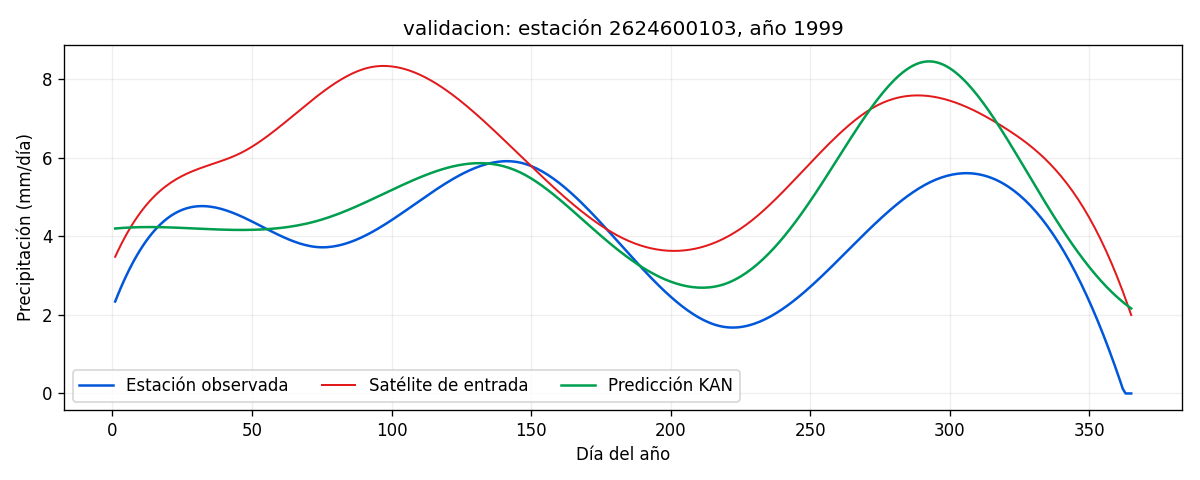 validacion: estación 2624600103, año 1999
Precipitación (mm/día)
8
6
4
2
0
Estación observada
Satélite de entrada
Predicción KAN
0 50 100 150 200 250 300 350
Día del año